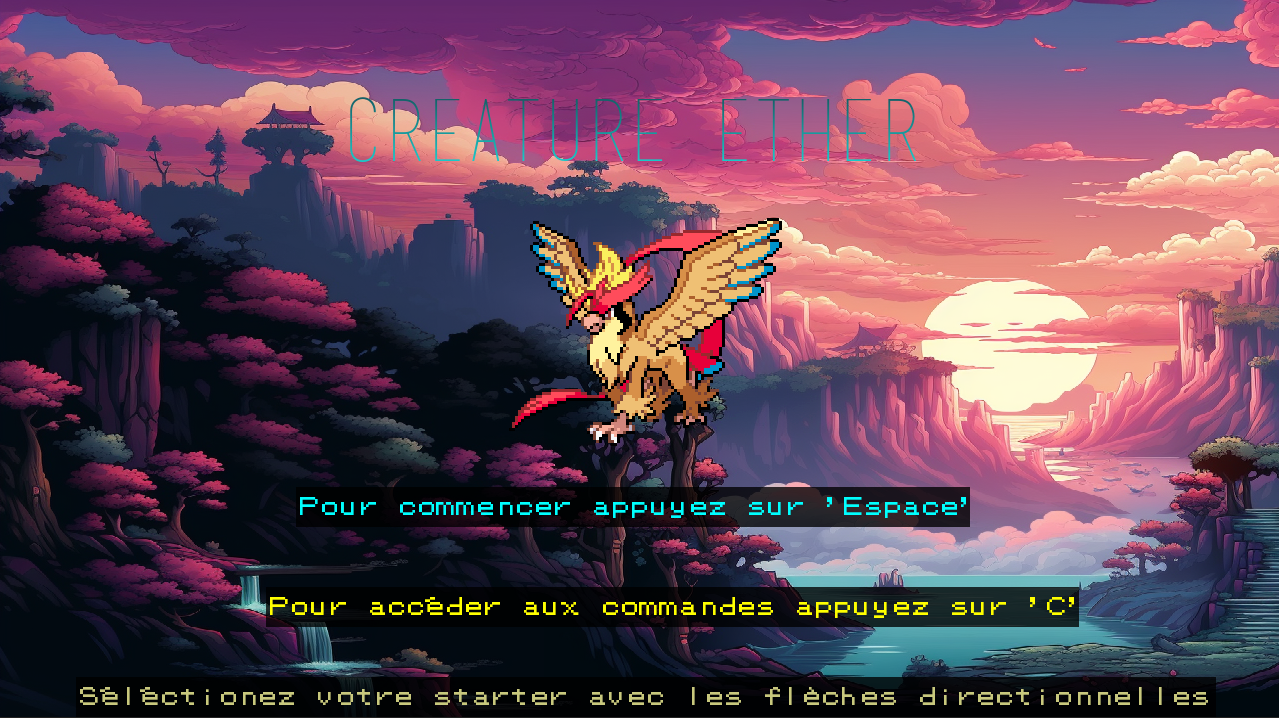 CREATURE ETHER
Pour commencer appuyez sur 'Espace'
Pour accéder aux commandes appuyez sur 'C'
Séléctionez votre starter avec les flèches directionnelles